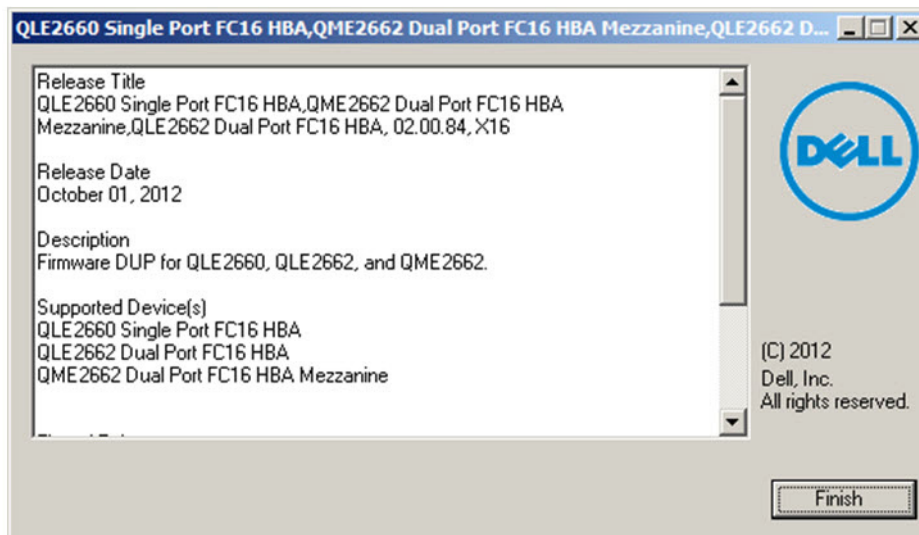 QLE2660 Single Port FC16 HBA,QME2662 Dual Port FC16 HBA Mezzanine,QLE2662 D...
Release Title
QLE2660 Single Port FC16 HBA,QME2662 Dual Port FC16 HBA
Mezzanine,QLE2662 Dual Port FC16 HBA, 02.00.84, X16
Release Date
October 01, 2012
Description
Firmware DUP for QLE2660, QLE2662, and QME2662.
Supported Device(s)
QLE2660 Single Port FC16 HBA
QLE2662 Dual Port FC16 HBA
QME2662 Dual Port FC16 HBA Mezzanine
DELL
(C) 2012
Dell, Inc.
All rights reserved.
Finish